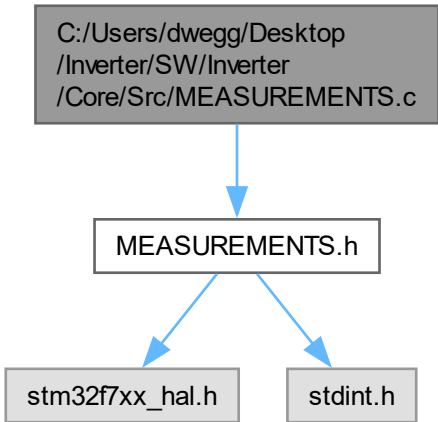 C:/Users/dwegg/Desktop
/Inverter/SW/Inverter
/Core/Src/MEASUREMENTS.c
MEASUREMENTS.h
stm32f7xx_hal.h
stdint.h